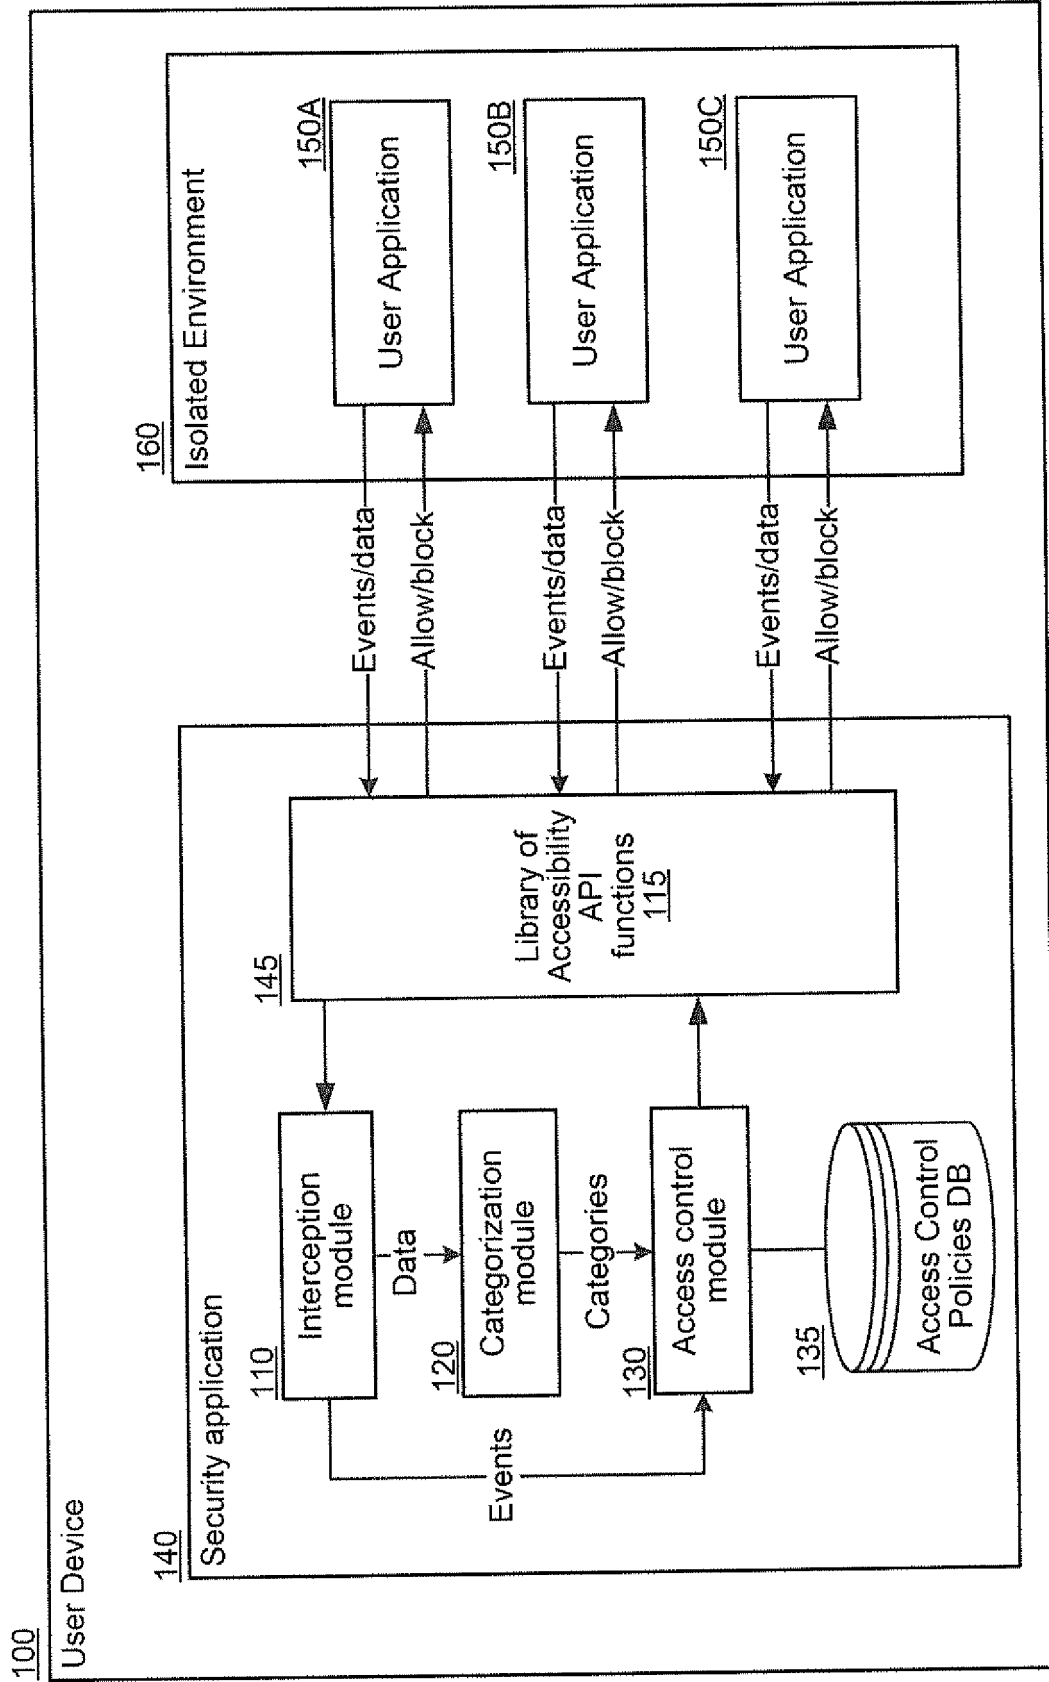 100
User Device
140
Security application
110
Interception
module
Data
Events
120
Categorization
module
Categories
130
Access control
module
135
Access Control
Policies DB
145
Library of
Accessibility
API
functions
115
Events/data
Allow/block
Events/data
Allow/block
Events/data
Allow/block
160
Isolated Environment
150A
User Application
150B
User Application
150C
User Application